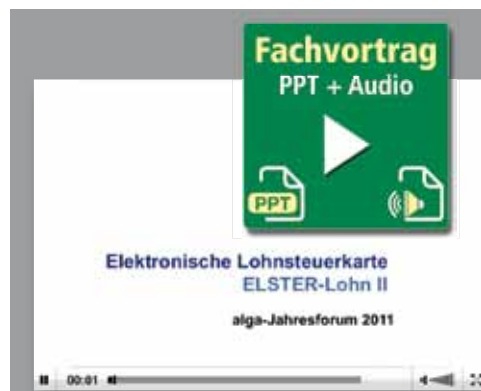 Fachvortrag
PPT + Audio
PPT
Elektronische Lohnsteuerkarte
ELSTER-Lohn II
alga-Jahresforum 2011
00:01